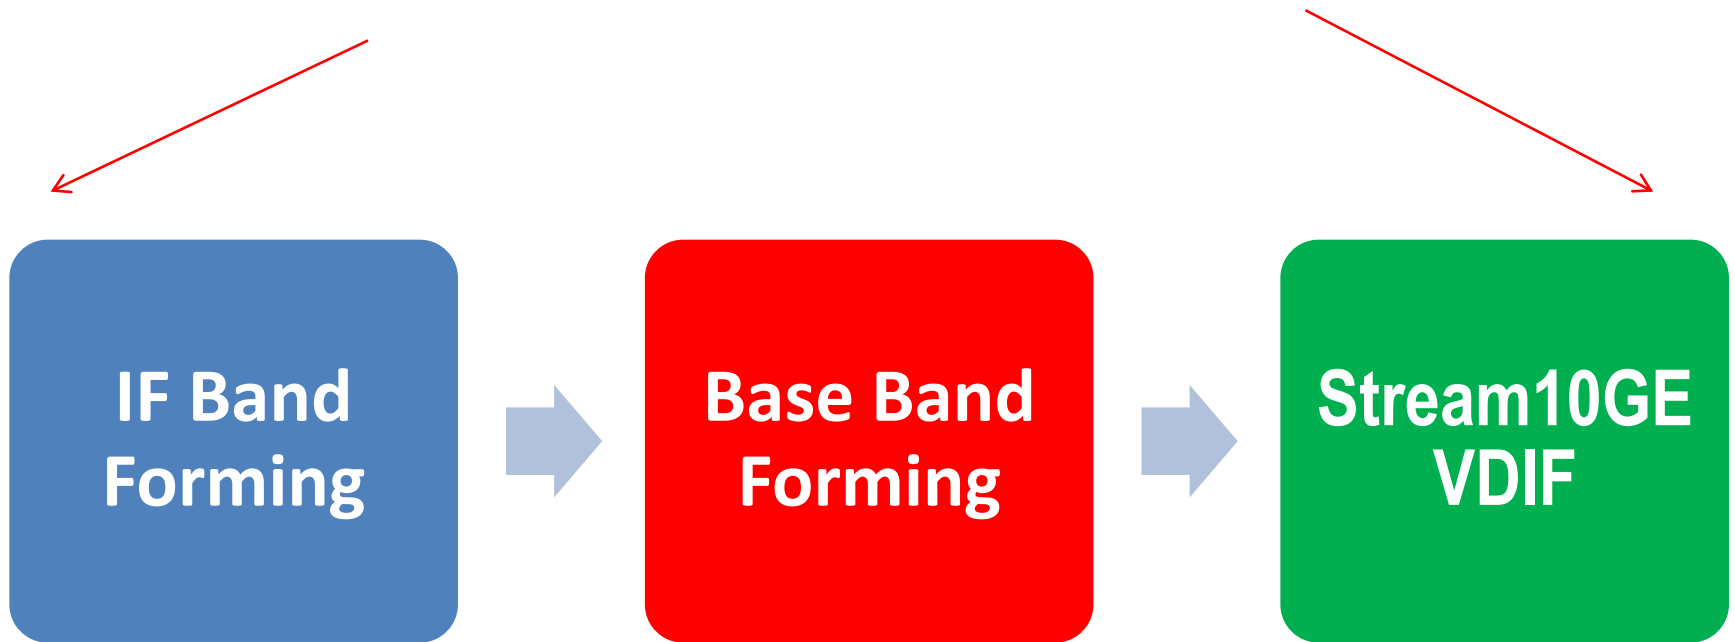 IF Band
Forming
Base Band
Forming
Stream10GE
VDIF